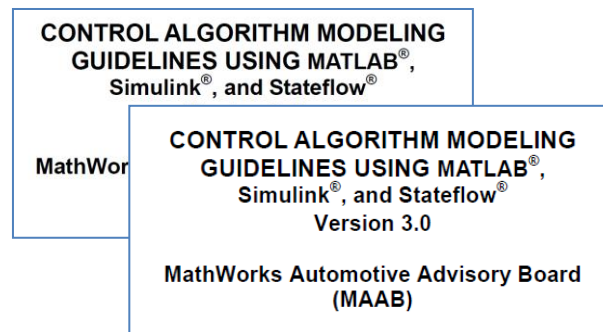 CONTROL ALGORITHM MODELING
GUIDELINES USING MATLAB®,
Simulink®, and Stateflow®
CONTROL ALGORITHM MODELING
GUIDELINES USING MATLAB®,
Simulink®, and Stateflow®
Version 3.0
MathWorks Automotive Advisory Board
(MAAB)